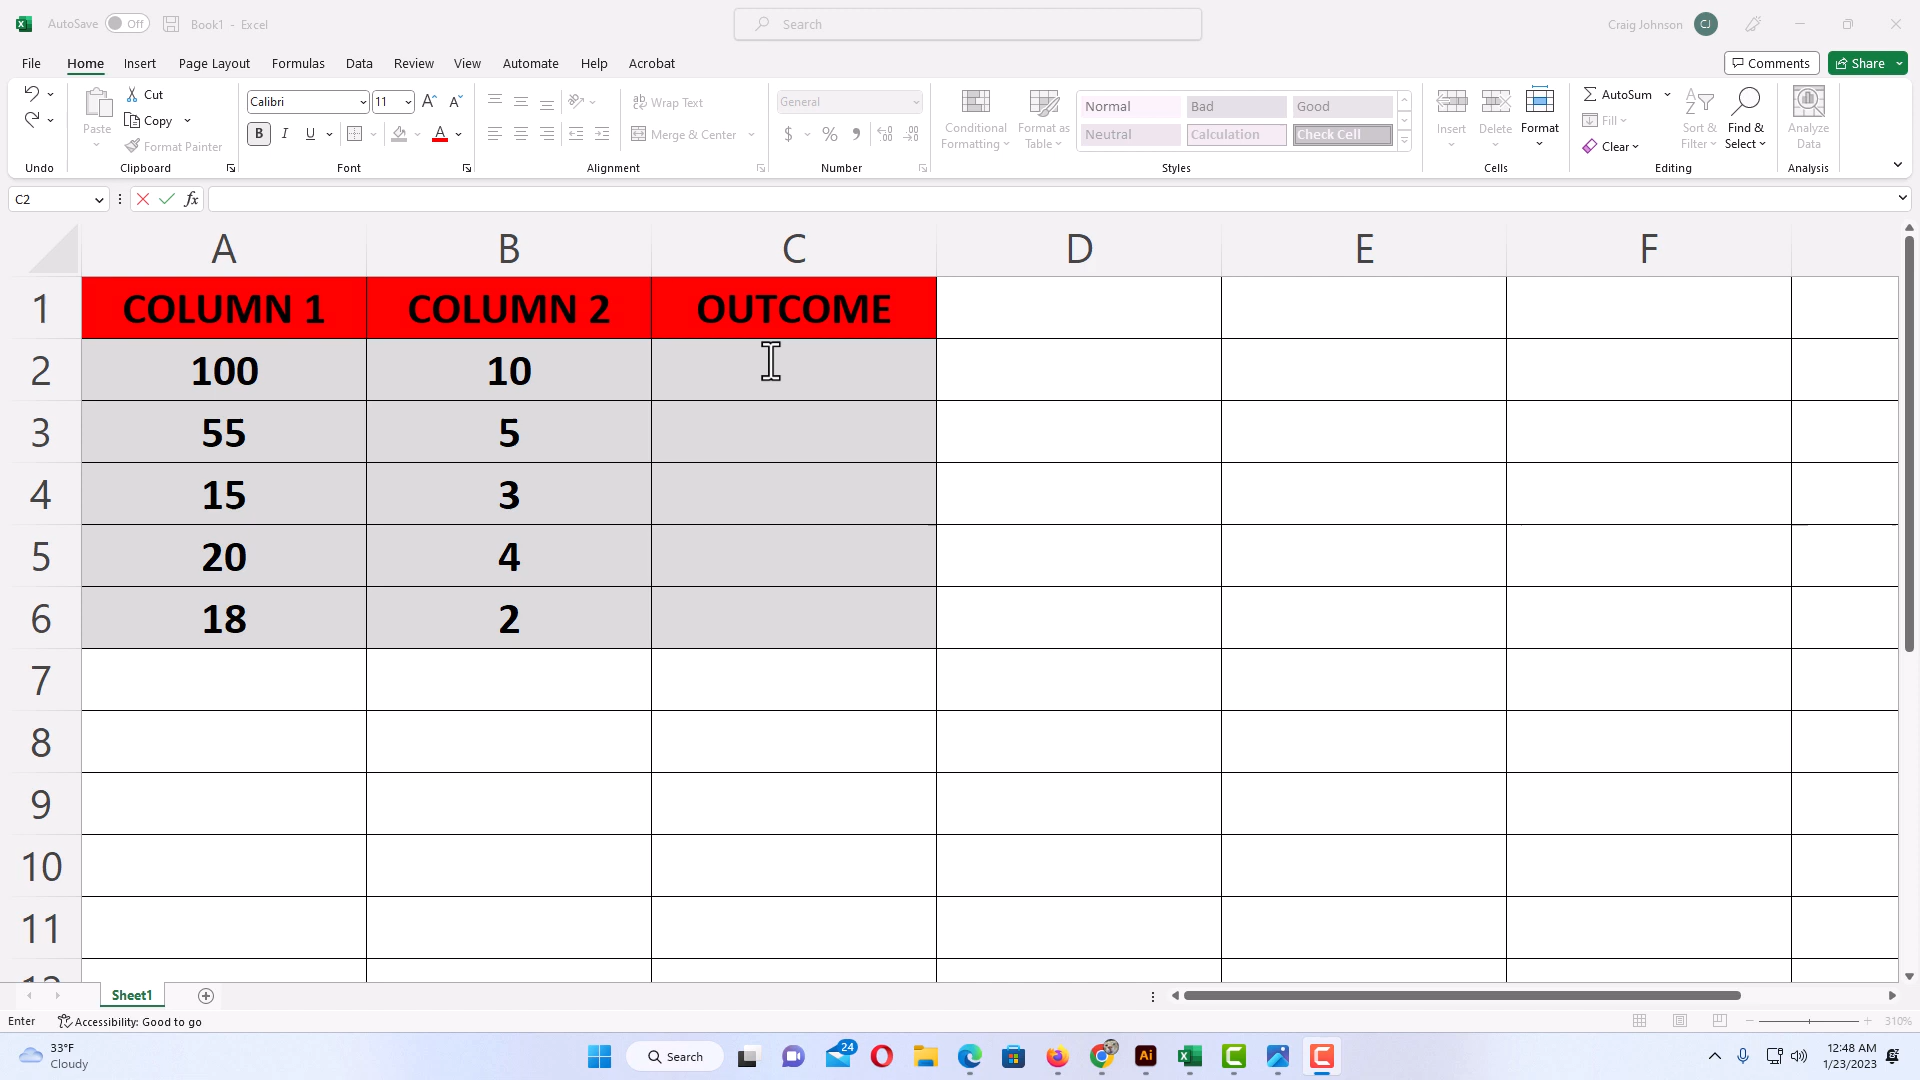 AutoSave Off Book1 - Excel Search Craig Johnson CJ
File Home Insert Page Layout Formulas Data Review View Automate Help Acrobat Comments Share
Paste Cut Copy Format Painter
Calibri 11
B I U A
Wrap Text
Merge & Center
General
$ % ,
Conditional Formatting
Format as Table
Normal Bad Good
Neutral Calculation Check Cell
Insert Delete Format
AutoSum
Fill
Clear
Sort & Filter
Find & Select
Analyze Data
Undo Clipboard Font Alignment Number Styles Cells Editing Analysis
C2 fx
A B C D E F
1 COLUMN 1 COLUMN 2 OUTCOME
2 100 10
3 55 5
4 15 3
5 20 4
6 18 2
7
8
9
10
11
Sheet1
Enter Accessibility: Good to go 310%
33°F
Cloudy
Search 24 Ai
12:48 AM
1/23/2023